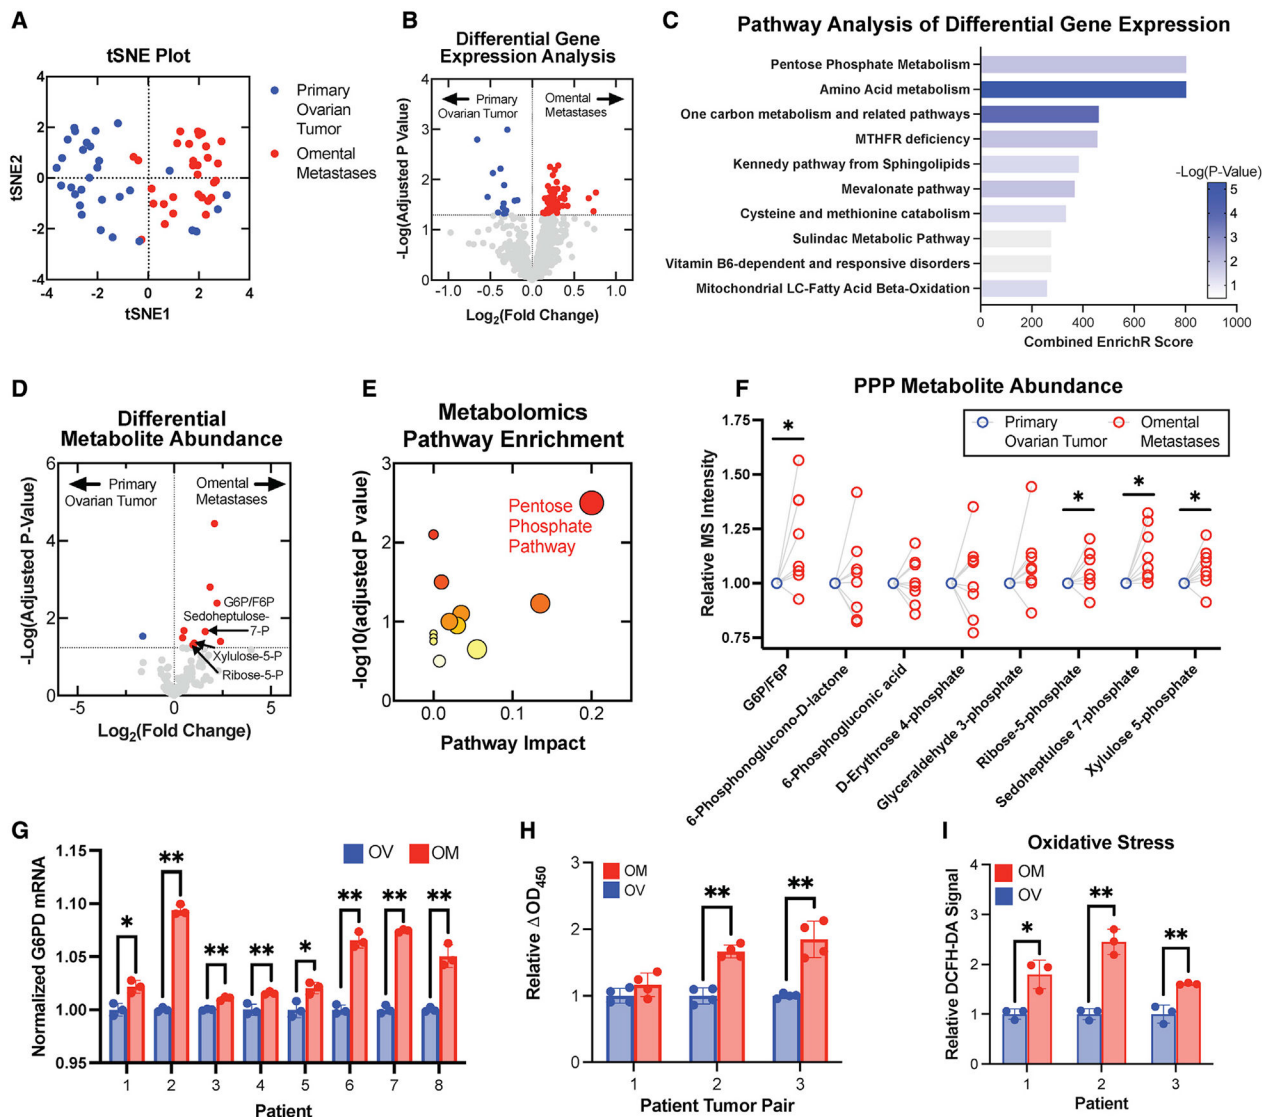 A
tSNE Plot
4
2
0
-2
-4
-4 -2 0 2 4
tSNE2
tSNE1
Primary
Ovarian
Tumor
Omental
Metastases
B
Differential Gene
Expression Analysis
4
3
2
1
0
-1.0 -0.5 0.0 0.5 1.0
-Log(Adjusted P Value)
Log2(Fold Change)
Primary
Ovarian Tumor
Omental
Metastases
C
Pathway Analysis of Differential Gene Expression
Pentose Phosphate Metabolism
Amino Acid metabolism
One carbon metabolism and related pathways
MTHFR deficiency
Kennedy pathway from Sphingolipids
Mevalonate pathway
Cysteine and methionine catabolism
Sulindac Metabolic Pathway
Vitamin B6-dependent and responsive disorders
Mitochondrial LC-Fatty Acid Beta-Oxidation
0 200 400 600 800 1000
Combined EnrichR Score
-Log(P-Value)
5
4
3
2
1
D
Differential
Metabolite Abundance
6
4
2
0
-5 0 5
-Log(Adjusted P-Value)
Log2(Fold Change)
Primary
Ovarian Tumor
Omental
Metastases
G6P/F6P
Sedoheptulose-
7-P
Xylulose-5-P
Ribose-5-P
E
Metabolomics
Pathway Enrichment
3
2
1
0
0.0 0.1 0.2
-log10(adjusted P value)
Pathway Impact
Pentose
Phosphate
Pathway
F
PPP Metabolite Abundance
Primary
Ovarian Tumor
Omental
Metastases
1.75
1.50
1.25
1.00
0.75
Relative MS Intensity
* * * *
G6P/F6P
6-Phosphonoglucono-D-lactone
6-Phosphogluconic acid
D-Erythrose 4-phosphate
Glyceraldehyde 3-phosphate
Ribose-5-phosphate
Sedoheptulose 7-phosphate
Xylulose 5-phosphate
G
OV OM
1.15
1.10
1.05
1.00
0.95
Normalized G6PD mRNA
* ** ** ** * ** ** **
1 2 3 4 5 6 7 8
Patient
H
OM
OV
3
2
1
0
Relative Δ OD450
** **
1 2 3
Patient Tumor Pair
I
Oxidative Stress
OM
OV
4
3
2
1
0
Relative DCFH-DA Signal
* ** **
1 2 3
Patient